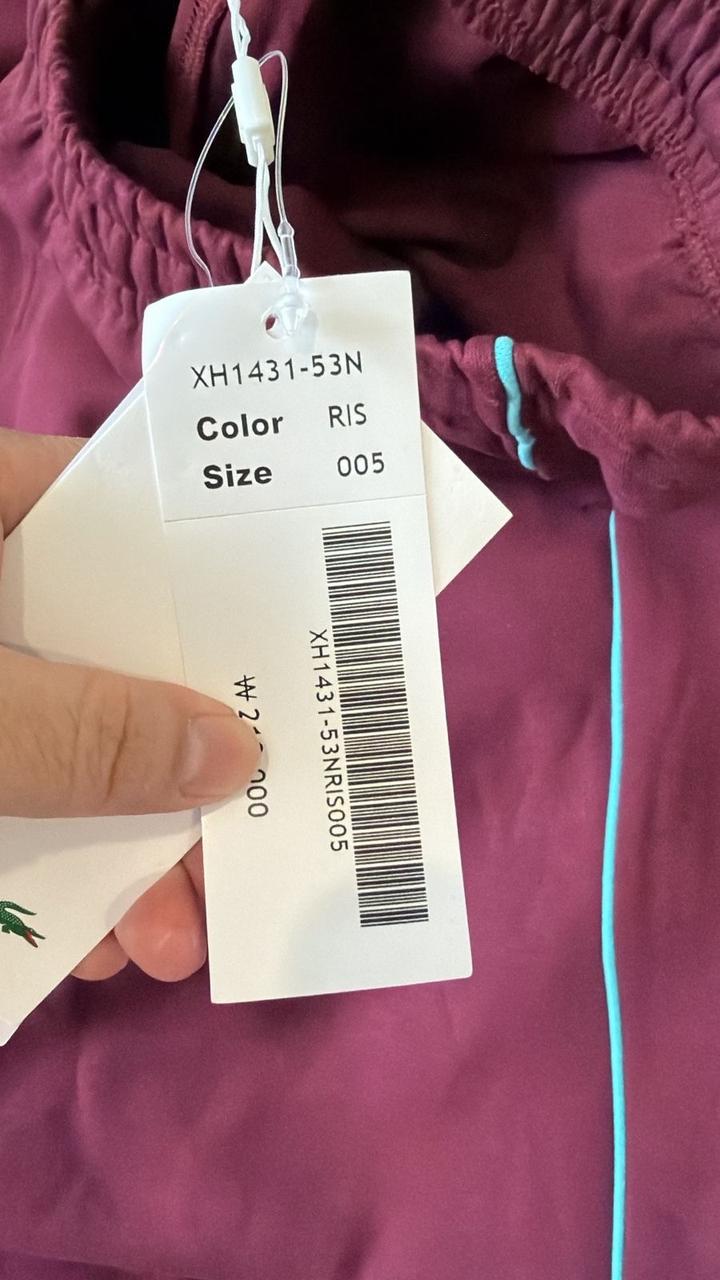 XH1431-53N
Color RIS
Size 005
XH1431-53NRIS005